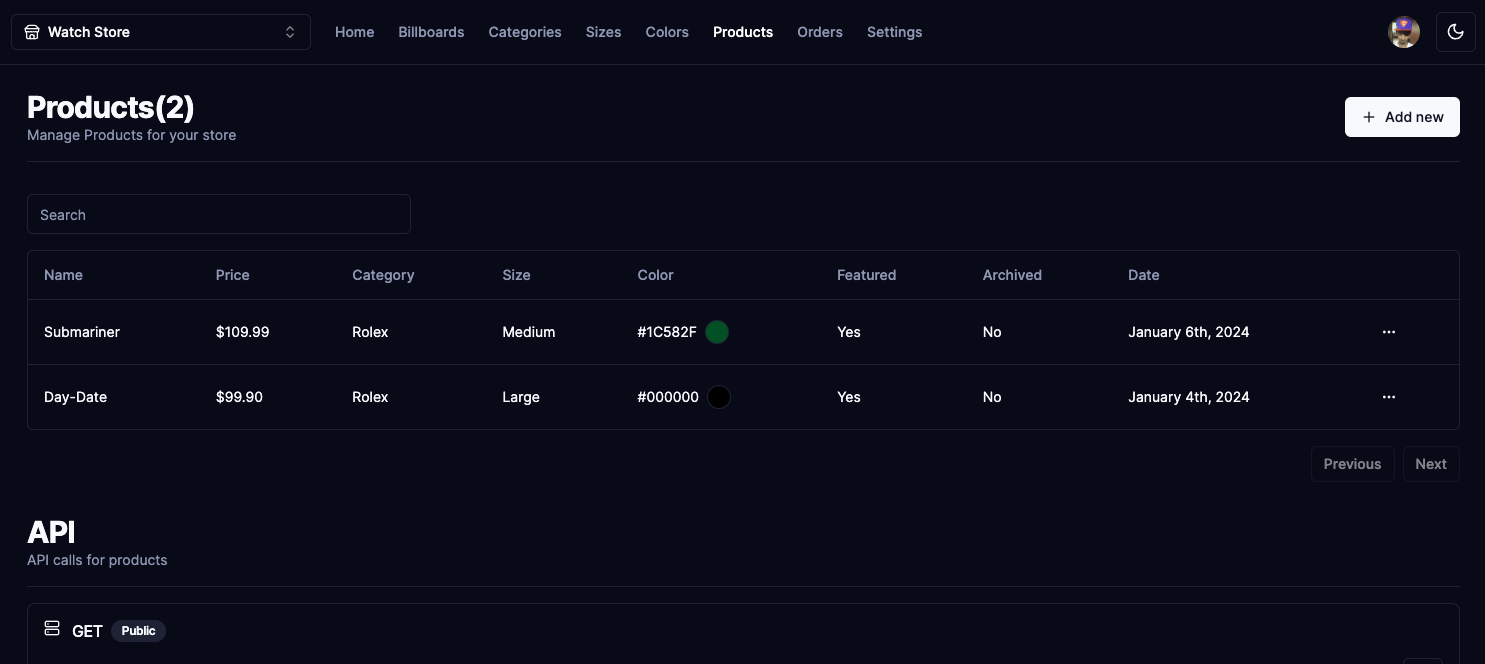 Watch Store Home Billboards Categories Sizes Colors Products Orders Settings
Products(2)
Manage Products for your store
+ Add new
Search
Name Price Category Size Color Featured Archived Date
Submariner $109.99 Rolex Medium #1C582F Yes No January 6th, 2024 ...
Day-Date $99.90 Rolex Large #000000 Yes No January 4th, 2024 ...
Previous Next
API
API calls for products
GET Public